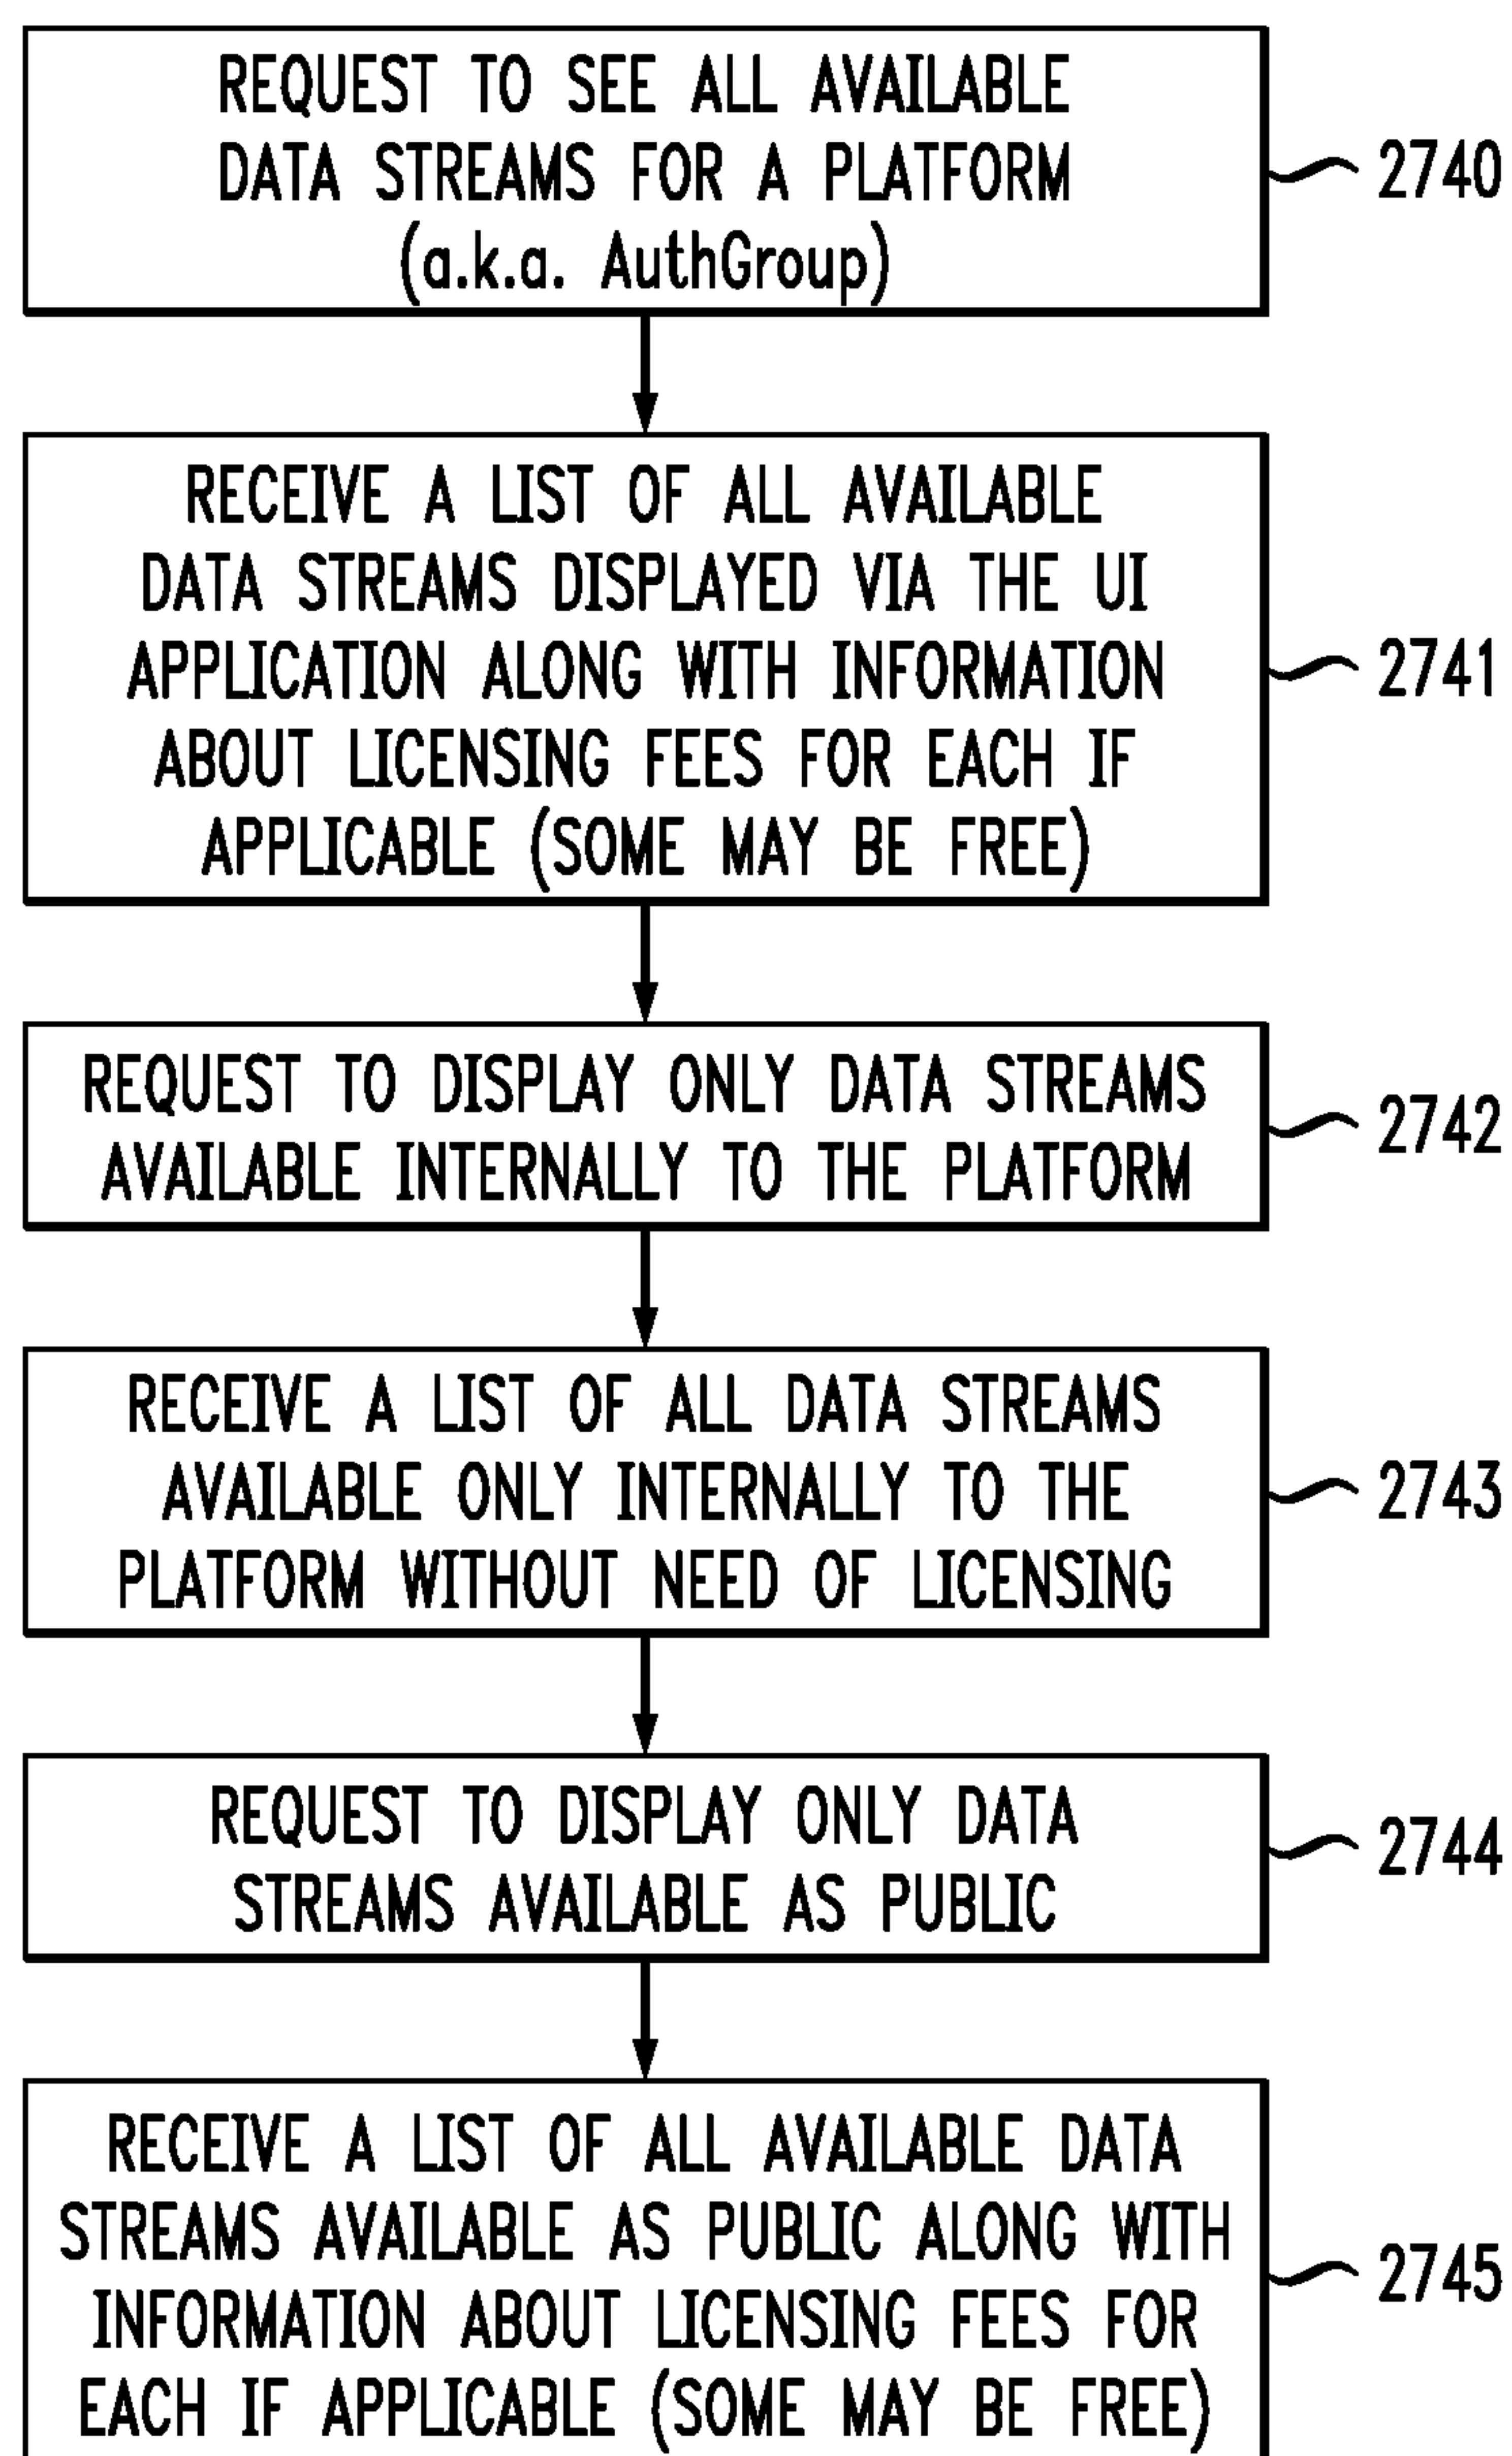 REQUEST TO SEE ALL AVAILABLE
DATA STREAMS FOR A PLATFORM
(a.k.a. AuthGroup)
2740
RECEIVE A LIST OF ALL AVAILABLE
DATA STREAMS DISPLAYED VIA THE UI
APPLICATION ALONG WITH INFORMATION
ABOUT LICENSING FEES FOR EACH IF
APPLICABLE (SOME MAY BE FREE)
2741
REQUEST TO DISPLAY ONLY DATA STREAMS
AVAILABLE INTERNALLY TO THE PLATFORM
2742
RECEIVE A LIST OF ALL DATA STREAMS
AVAILABLE ONLY INTERNALLY TO THE
PLATFORM WITHOUT NEED OF LICENSING
2743
REQUEST TO DISPLAY ONLY DATA
STREAMS AVAILABLE AS PUBLIC
2744
RECEIVE A LIST OF ALL AVAILABLE DATA
STREAMS AVAILABLE AS PUBLIC ALONG WITH
INFORMATION ABOUT LICENSING FEES FOR
EACH IF APPLICABLE (SOME MAY BE FREE)
2745